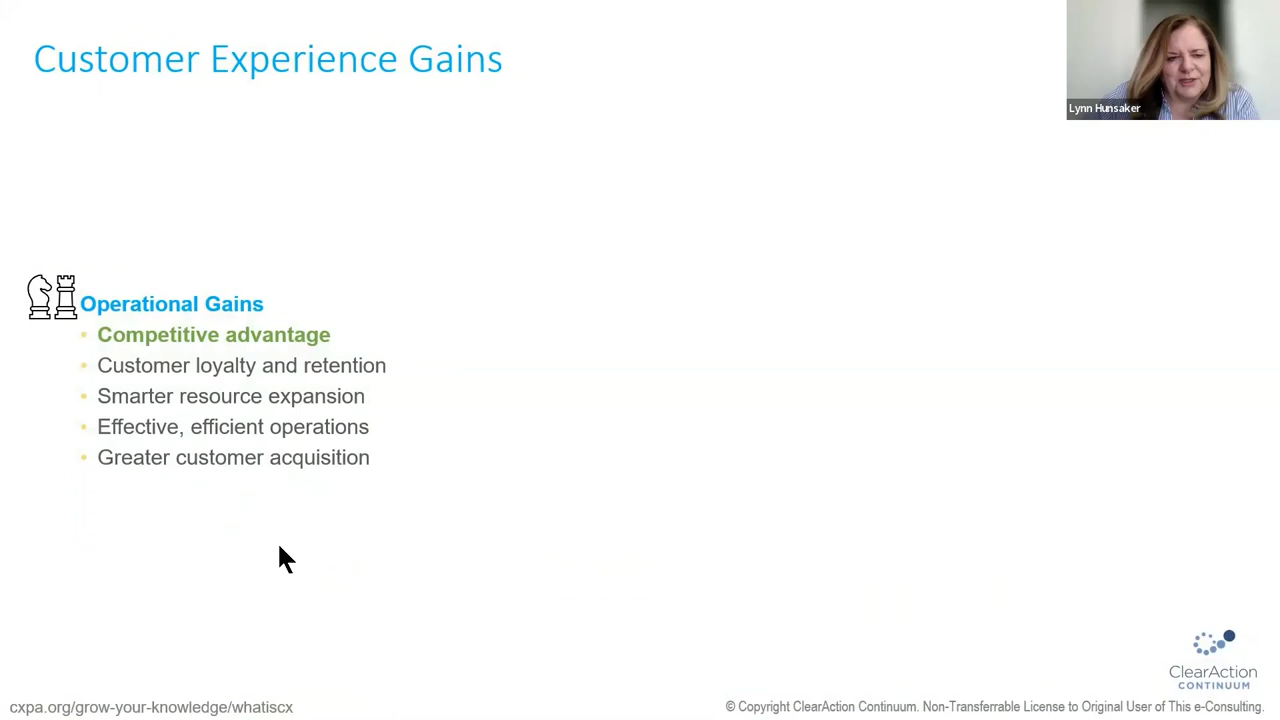 Customer Experience Gains
Lynn Hunsaker
Operational Gains
• Competitive advantage
• Customer loyalty and retention
• Smarter resource expansion
• Effective, efficient operations
• Greater customer acquisition
ClearAction
CONTINUUM
cxpa.org/grow-your-knowledge/whatiscx
© Copyright ClearAction Continuum. Non-Transferrable License to Original User of This e-Consulting.